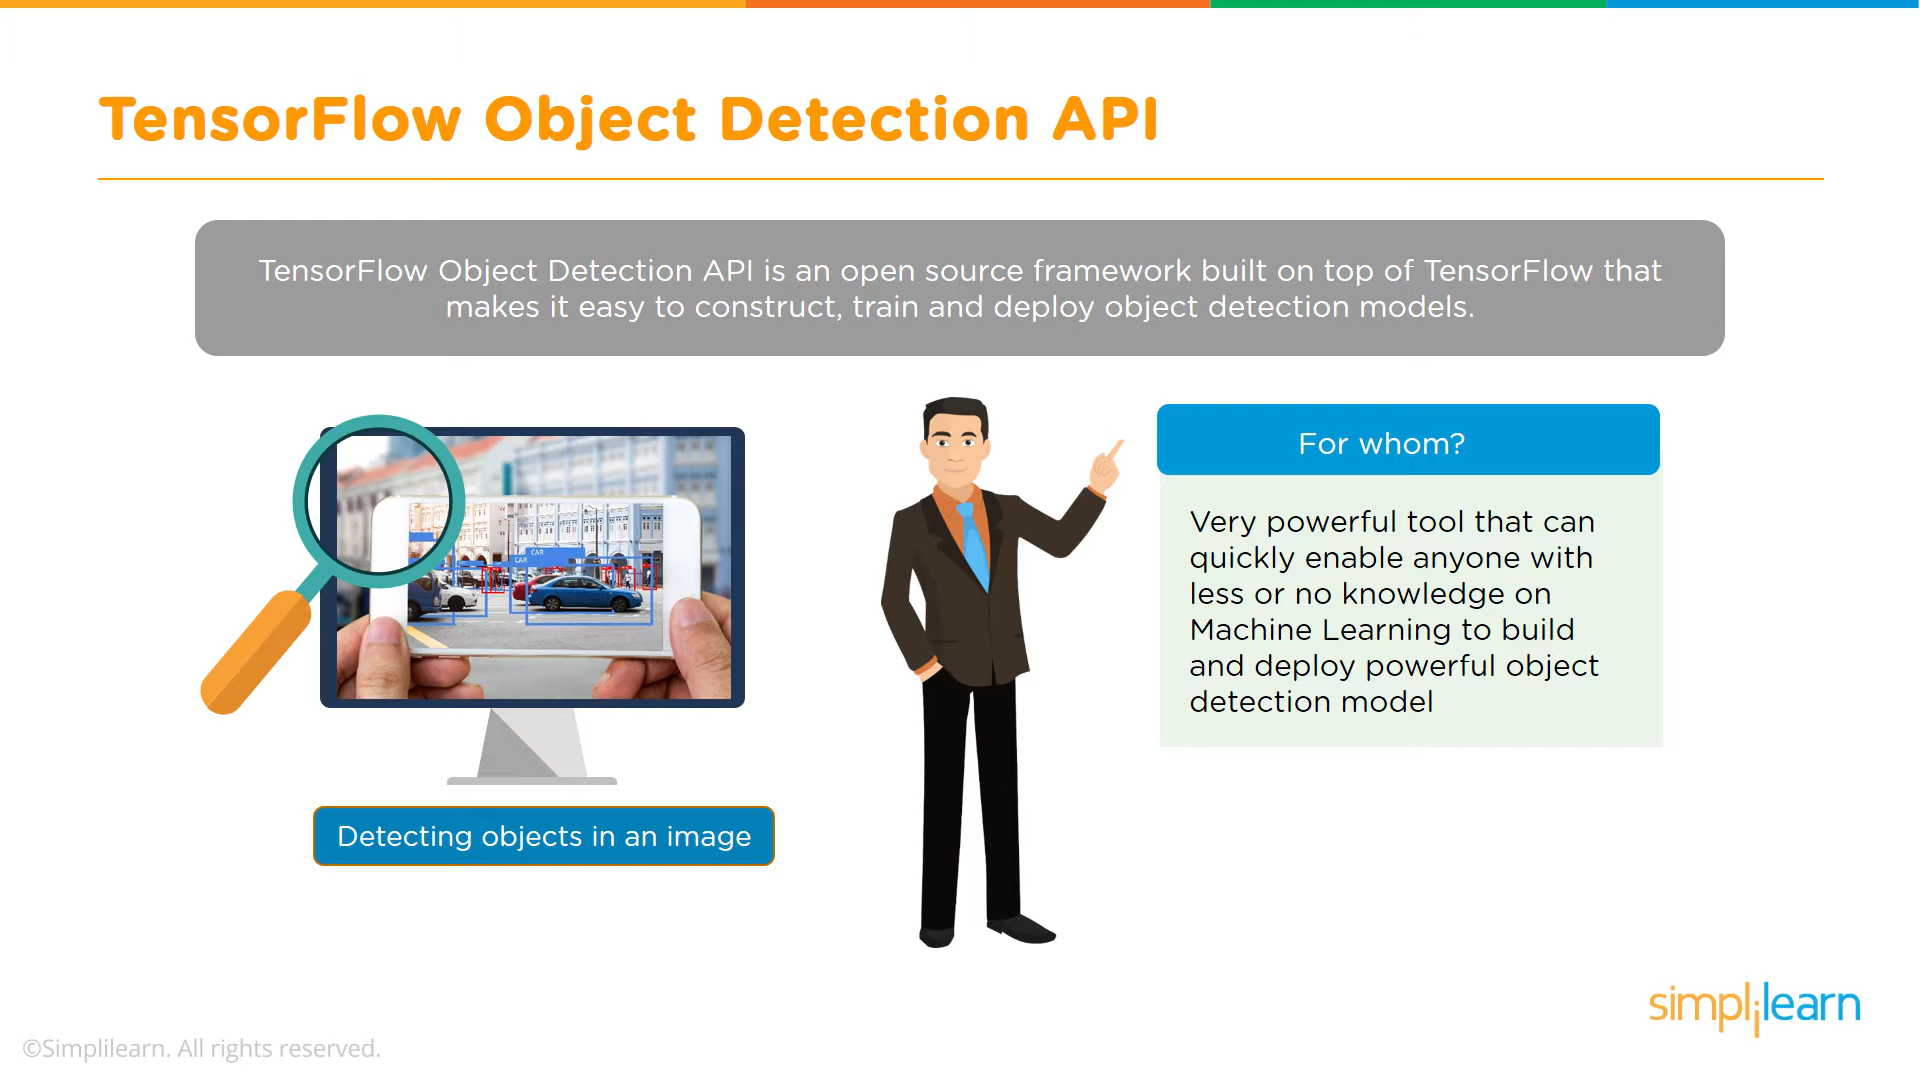 TensorFlow Object Detection API
TensorFlow Object Detection API is an open source framework built on top of TensorFlow that
makes it easy to construct, train and deploy object detection models.
CAR
CAR
Detecting objects in an image
For whom?
Very powerful tool that can
quickly enable anyone with
less or no knowledge on
Machine Learning to build
and deploy powerful object
detection model
simplilearn
©Simplilearn. All rights reserved.